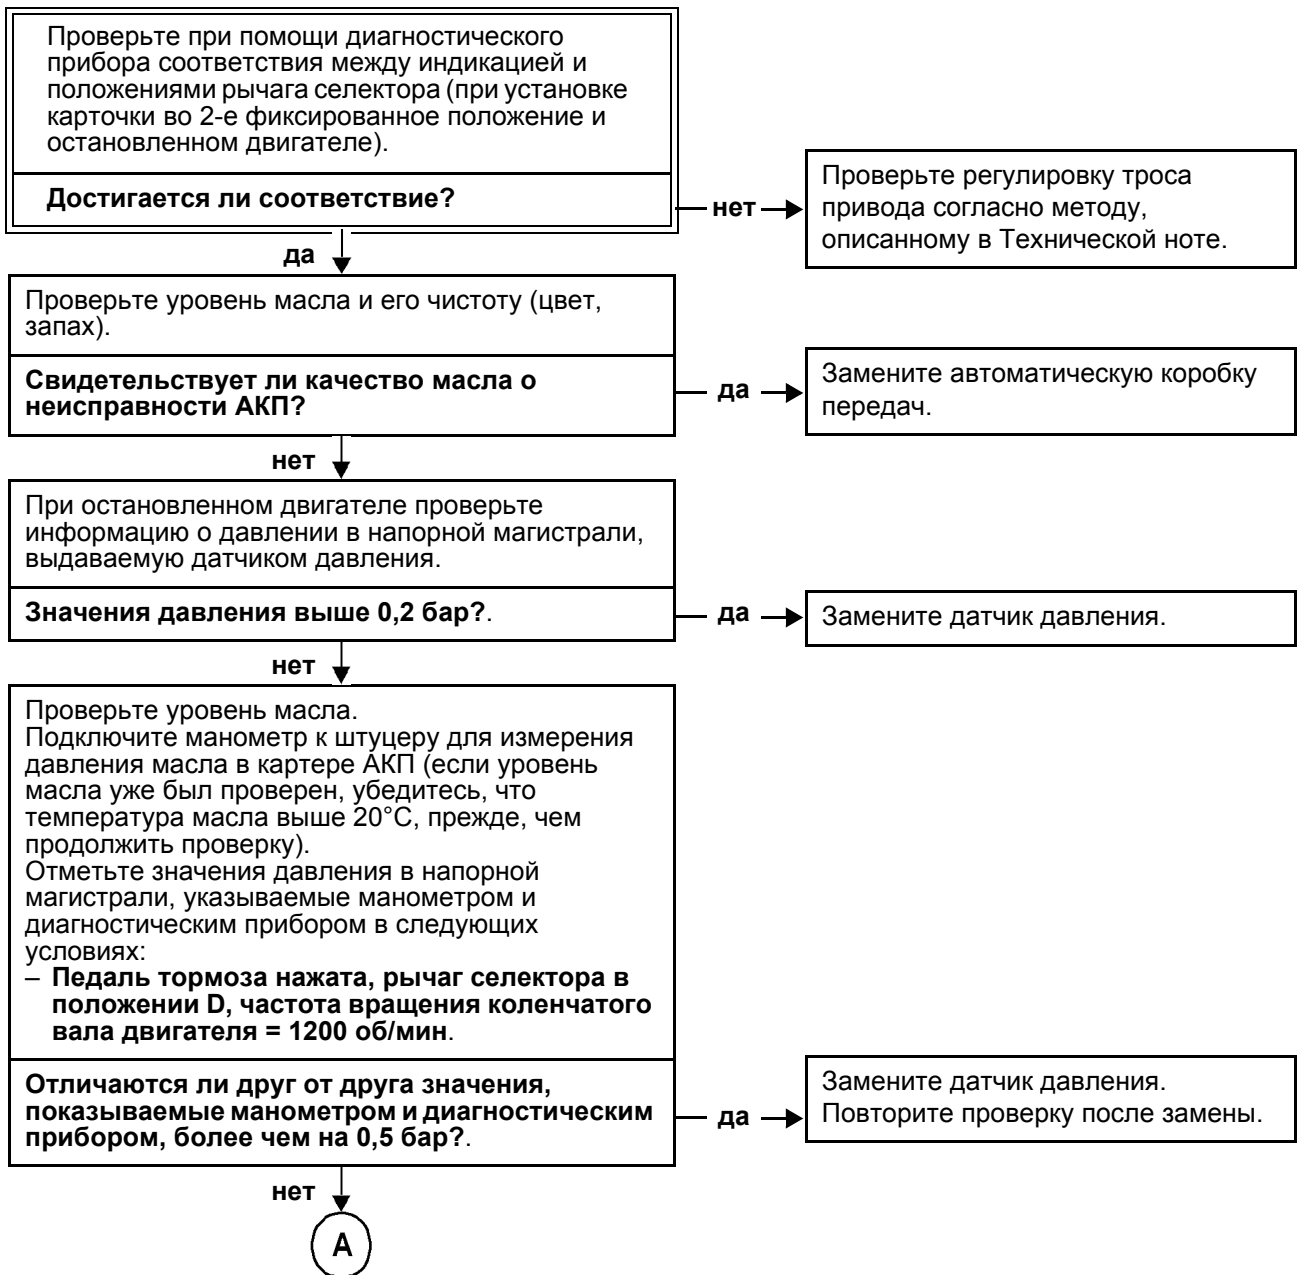 Проверьте при помощи диагностического
прибора соответствия между индикацией и
положениями рычага селектора (при установке
карточки во 2-е фиксированное положение и
остановленном двигателе).
Достигается ли соответствие?
нет
Проверьте регулировку троса
привода согласно методу,
описанному в Технической ноте.
да
Проверьте уровень масла и его чистоту (цвет,
запах).
Свидетельствует ли качество масла о
неисправности АКП?
да
Замените автоматическую коробку
передач.
нет
При остановленном двигателе проверьте
информацию о давлении в напорной магистрали,
выдаваемую датчиком давления.
Значения давления выше 0,2 бар?.
да
Замените датчик давления.
нет
Проверьте уровень масла.
Подключите манометр к штуцеру для измерения
давления масла в картере АКП (если уровень
масла уже был проверен, убедитесь, что
температура масла выше 20°C, прежде, чем
продолжить проверку).
Отметьте значения давления в напорной
магистрали, указываемые манометром и
диагностическим прибором в следующих
условиях:
– Педаль тормоза нажата, рычаг селектора в
положении D, частота вращения коленчатого
вала двигателя = 1200 об/мин.
Отличаются ли друг от друга значения,
показываемые манометром и диагностическим
прибором, более чем на 0,5 бар?.
да
Замените датчик давления.
Повторите проверку после замены.
нет
A